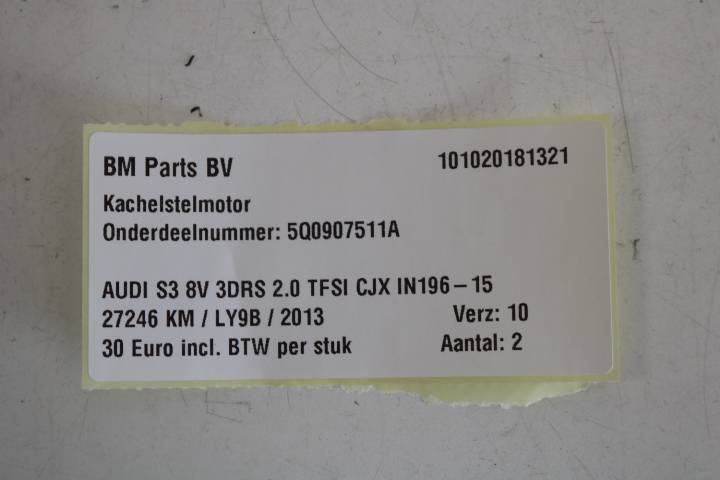 BM Parts BV 101020181321
Kachelstelmotor
Onderdeelnummer: 5Q0907511A
AUDI S3 8V 3DRS 2.0 TFSI CJX IN196-15
27246 KM / LY9B / 2013 Verz: 10
30 Euro incl. BTW per stuk Aantal: 2